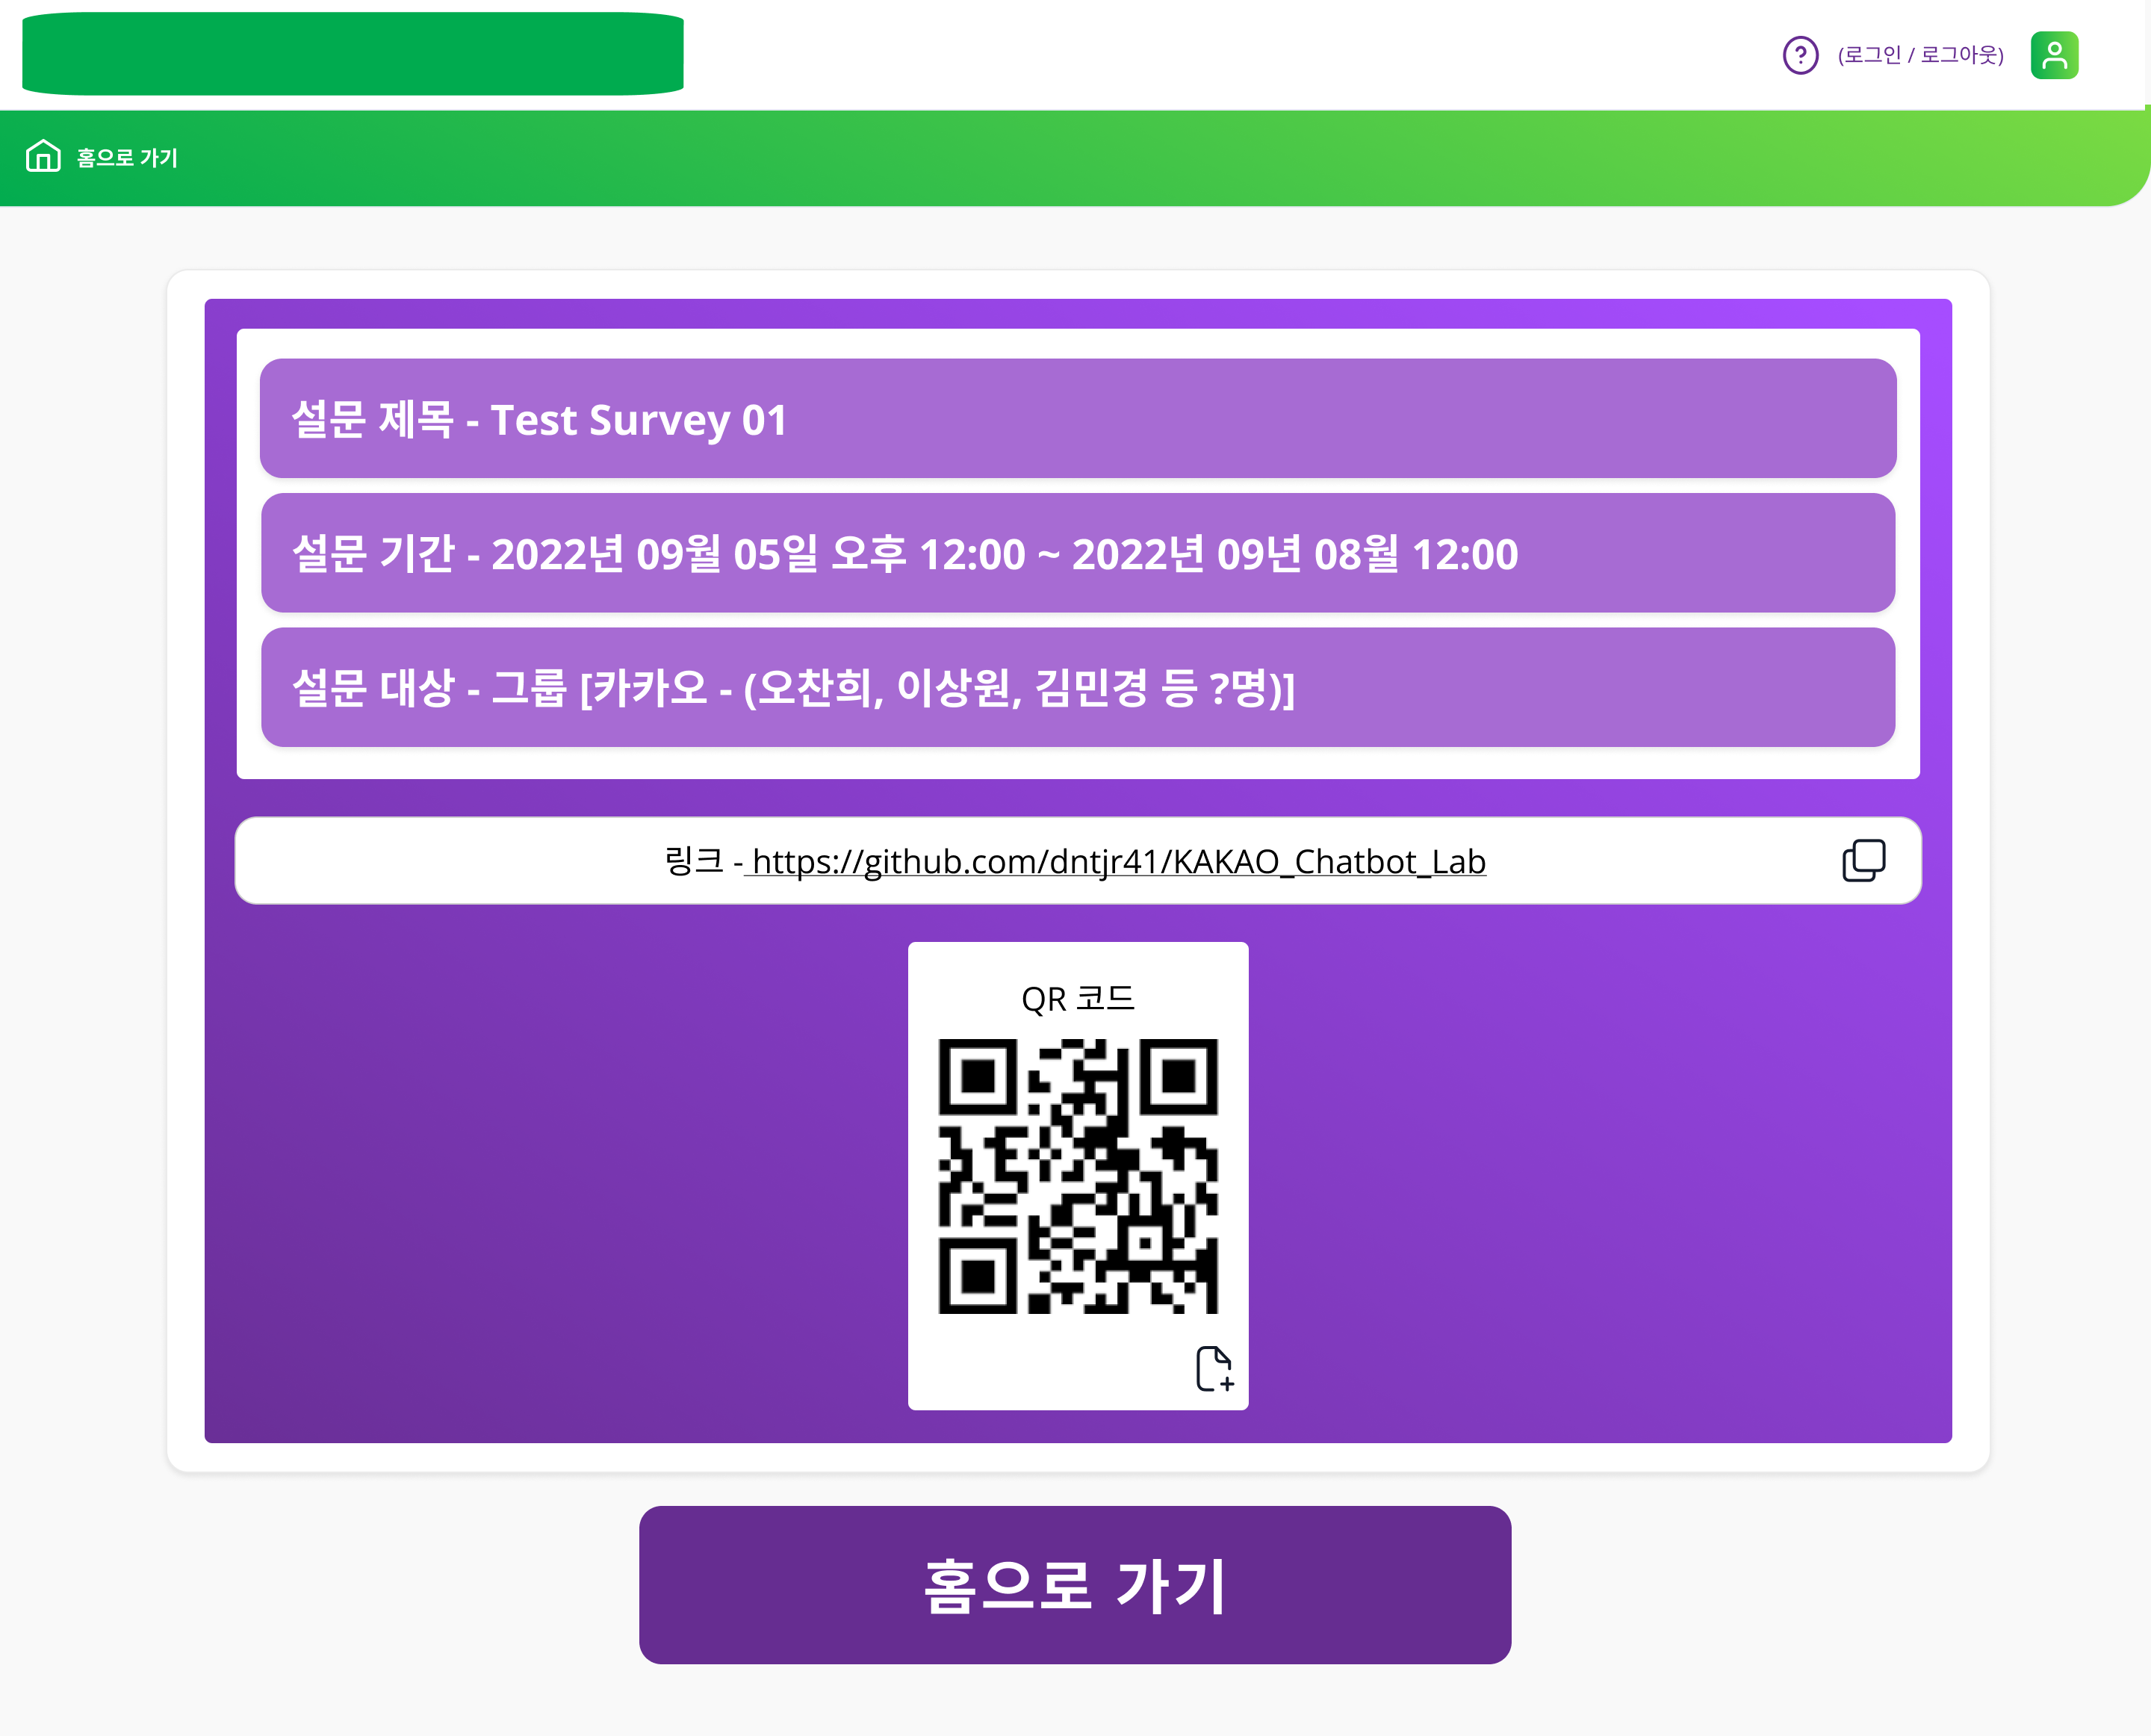 (로그인 / 로그아웃)
홈으로 가기
설문 제목 - Test Survey 01
설문 기간 - 2022년 09월 05일 오후 12:00 ~ 2022년 09년 08월 12:00
설문 대상 - 그룹 [카카오 - (오찬희, 이상원, 김민경 등 ?명)]
링크 - https://github.com/dntjr41/KAKAO_Chatbot_Lab
QR 코드
홈으로 가기